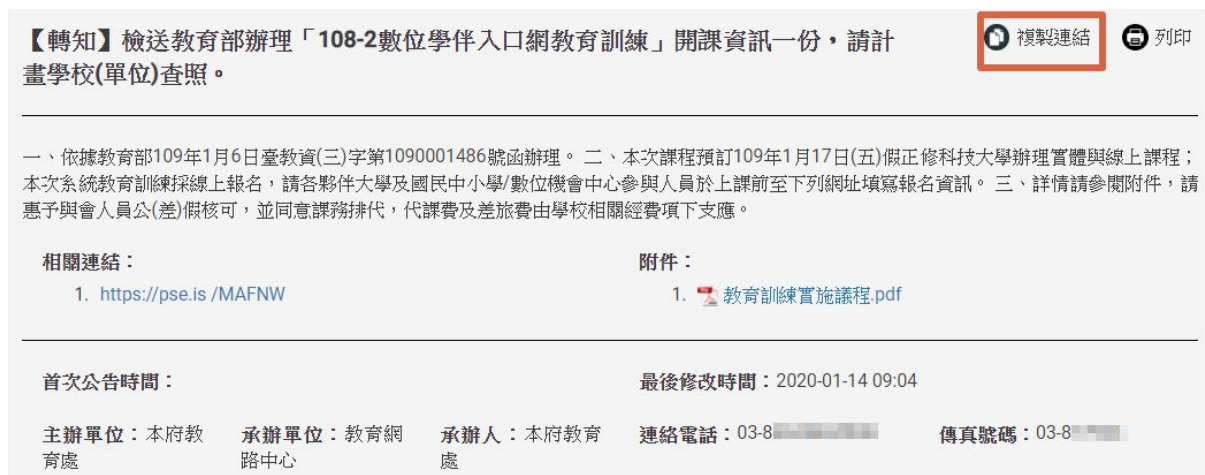 【轉知】檢送教育部辦理「108-2數位學伴入口網教育訓練」開課資訊一份，請計
畫學校(單位)查照。
複製連結
列印
一、依據教育部109年1月6日臺教資(三)字第1090001486號函辦理。 二、本次課程預訂109年1月17日(五)假正修科技大學辦理實體與線上課程；
本次系統教育訓練採線上報名，請各夥伴大學及國民中小學/數位機會中心參與人員於上課前至下列網址填寫報名資訊。 三、詳情請參閱附件，請
惠予與會人員公(差)假核可，並同意課務排代，代課費及差旅費由學校相關經費項下支應。
相關連結：
1. https://pse.is /MAFNW
附件：
1. 教育訓練實施議程.pdf
首次公告時間：
最後修改時間：2020-01-14 09:04
主辦單位：本府教
育處
承辦單位：教育網
路中心
承辦人：本府教育
處
連絡電話：03-8
傳真號碼：03-8